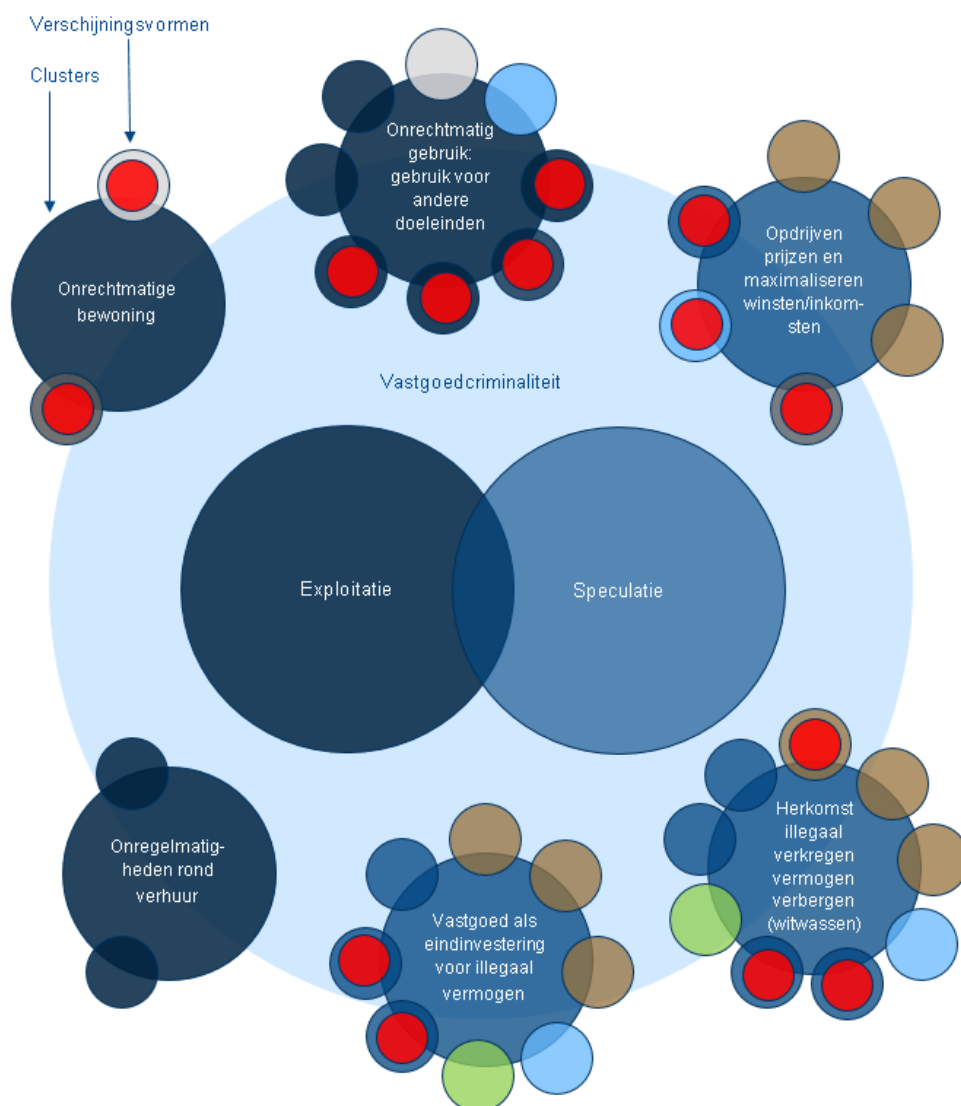 Verschijningsvormen
Clusters
Onrechtmatig
gebruik:
gebruik voor
andere
doeleinden
Opdrijven
prijzen en
maximaliseren
winsten/inkom-
sten
Onrechtmatige
bewoning
Vastgoedcriminaliteit
Exploitatie
Speculatie
Onregelmatig-
heden rond
verhuur
Vastgoed als
eindinvestering
voor illegaal
vermogen
Herkomst
illegaal
verkregen
vermogen
verbergen
(witwassen)